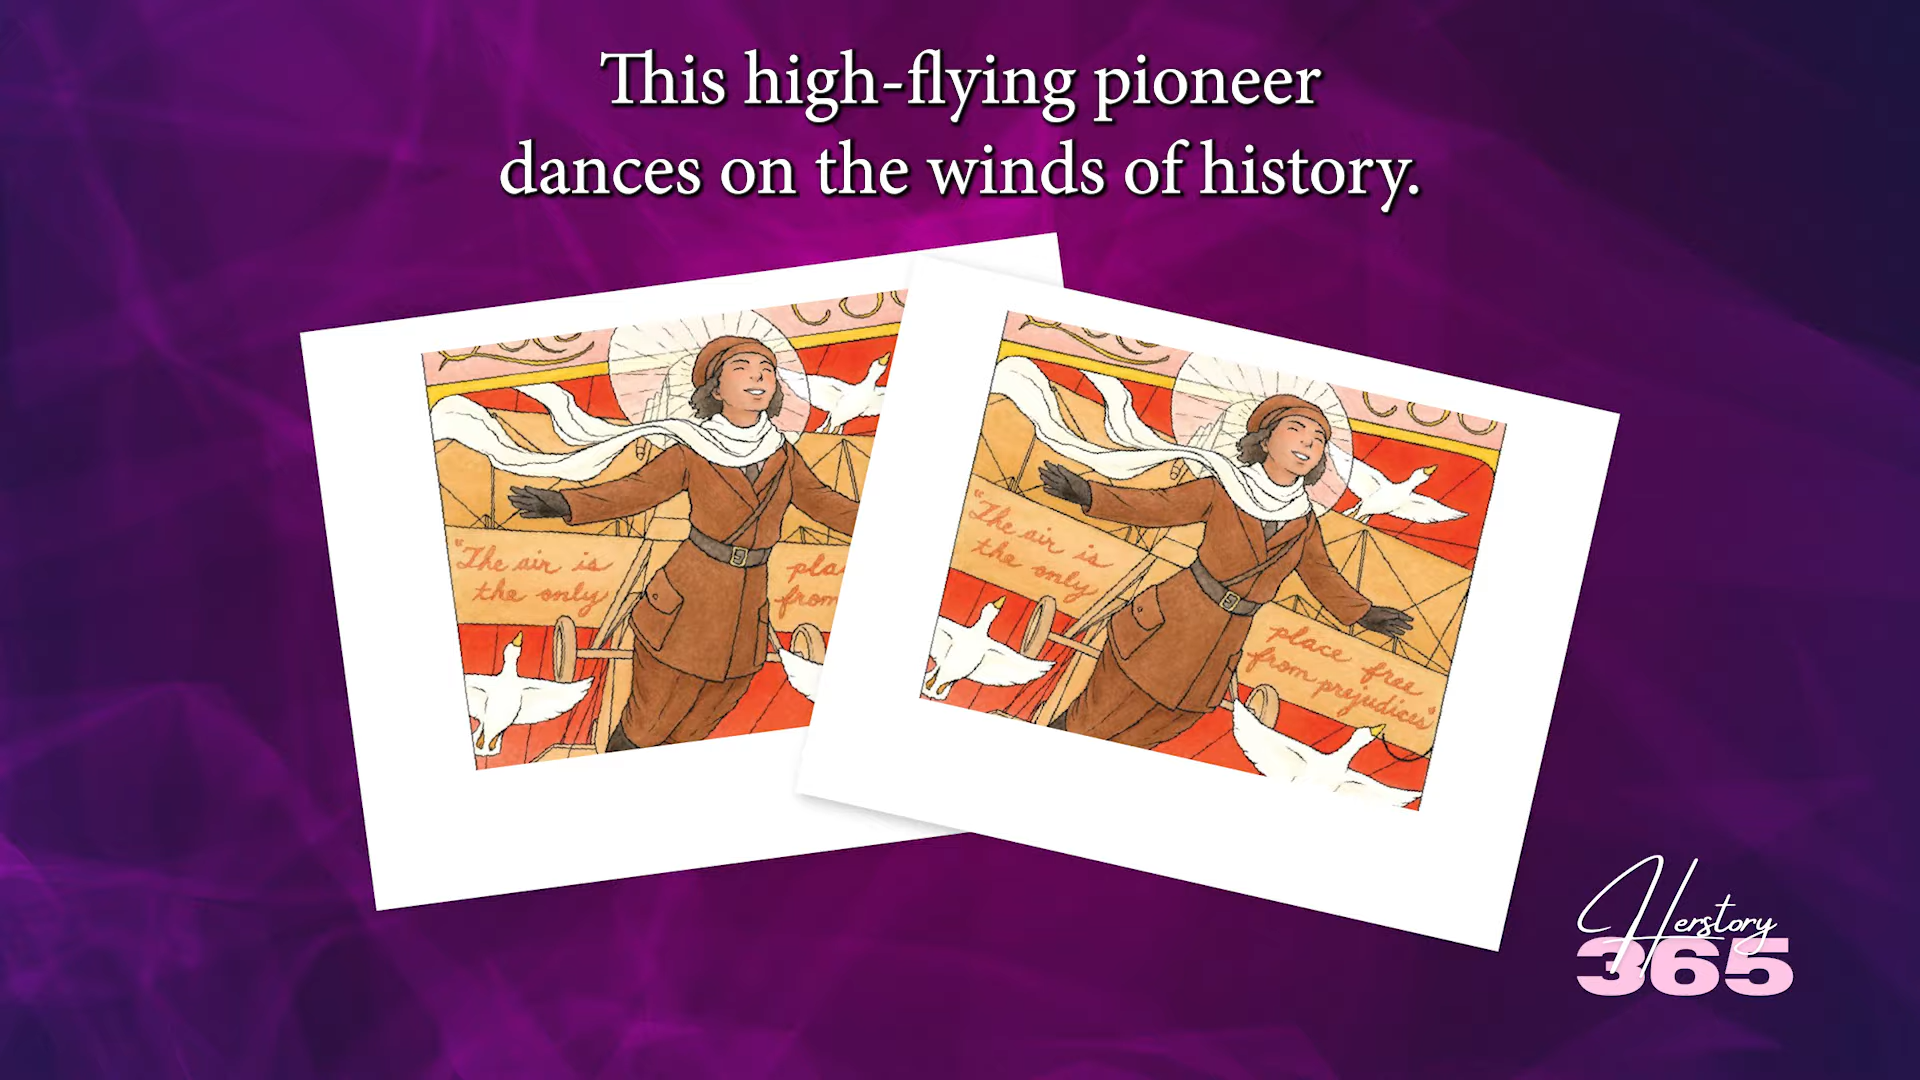 This high-flying pioneer
dances on the winds of history.
"The air is
the only
pla
from
"The air is
the only
place free
from prejudices"
Herstory
365